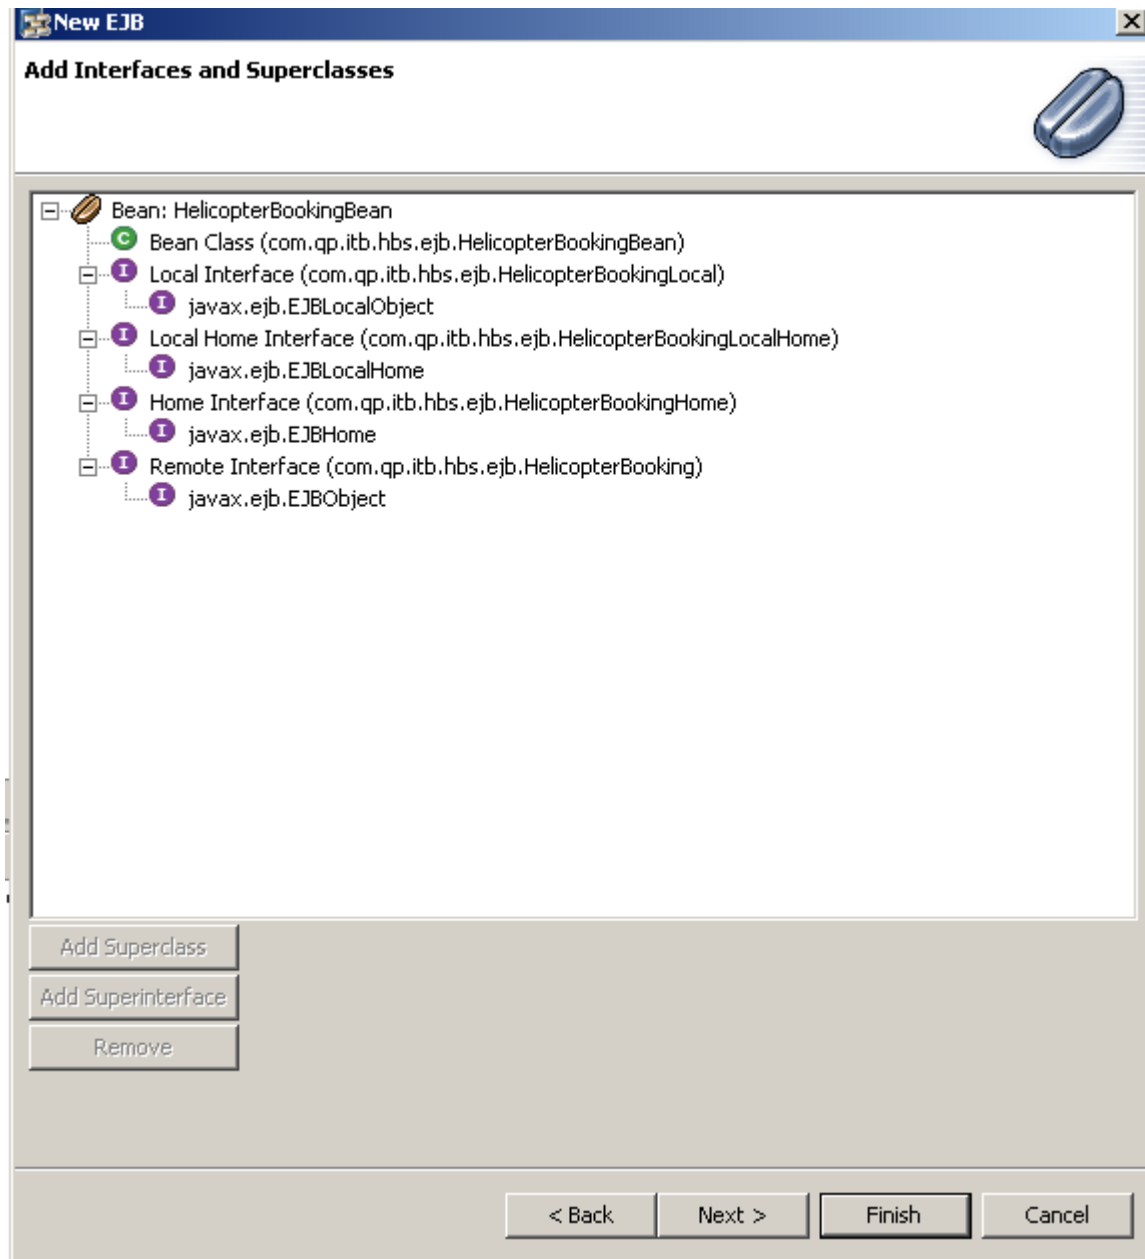 New EJB
Add Interfaces and Superclasses
Bean: HelicopterBookingBean
C Bean Class (com.qp.itb.hbs.ejb.HelicopterBookingBean)
I Local Interface (com.qp.itb.hbs.ejb.HelicopterBookingLocal)
I javax.ejb.EJBLocalObject
I Local Home Interface (com.qp.itb.hbs.ejb.HelicopterBookingLocalHome)
I javax.ejb.EJBLocalHome
I Home Interface (com.qp.itb.hbs.ejb.HelicopterBookingHome)
I javax.ejb.EJBHome
I Remote Interface (com.qp.itb.hbs.ejb.HelicopterBooking)
I javax.ejb.EJBObject
Add Superclass
Add Superinterface
Remove
< Back Next > Finish Cancel